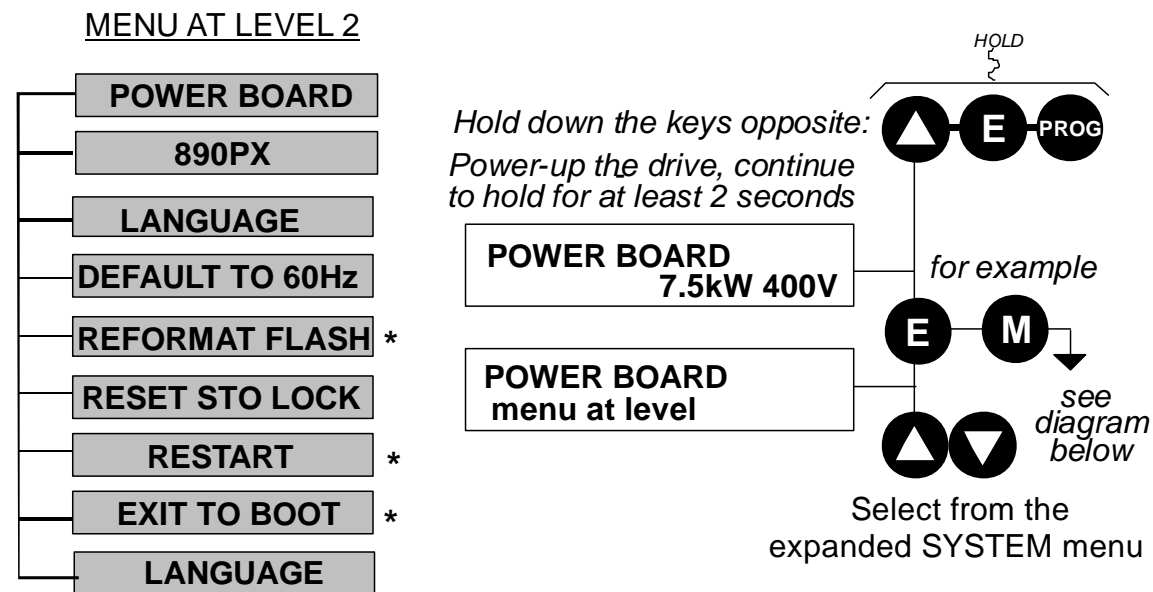 MENU AT LEVEL 2
POWER BOARD
890PX
LANGUAGE
DEFAULT TO 60Hz
REFORMAT FLASH *
RESET STO LOCK
RESTART *
EXIT TO BOOT *
LANGUAGE
HOLD
Hold down the keys opposite:
E
PROG
Power-up the drive, continue
to hold for at least 2 seconds
POWER BOARD
7.5kW 400V
for example
E
M
POWER BOARD
menu at level
see
diagram
below
Select from the
expanded SYSTEM menu